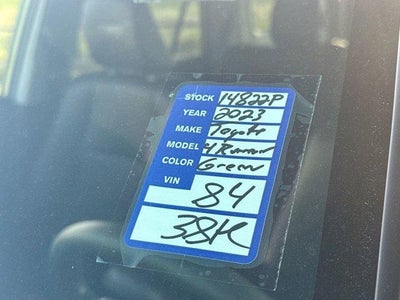 STOCK 14822P
YEAR 2023
MAKE Toyota
MODEL 4Runner
COLOR Green
VIN 84
38K